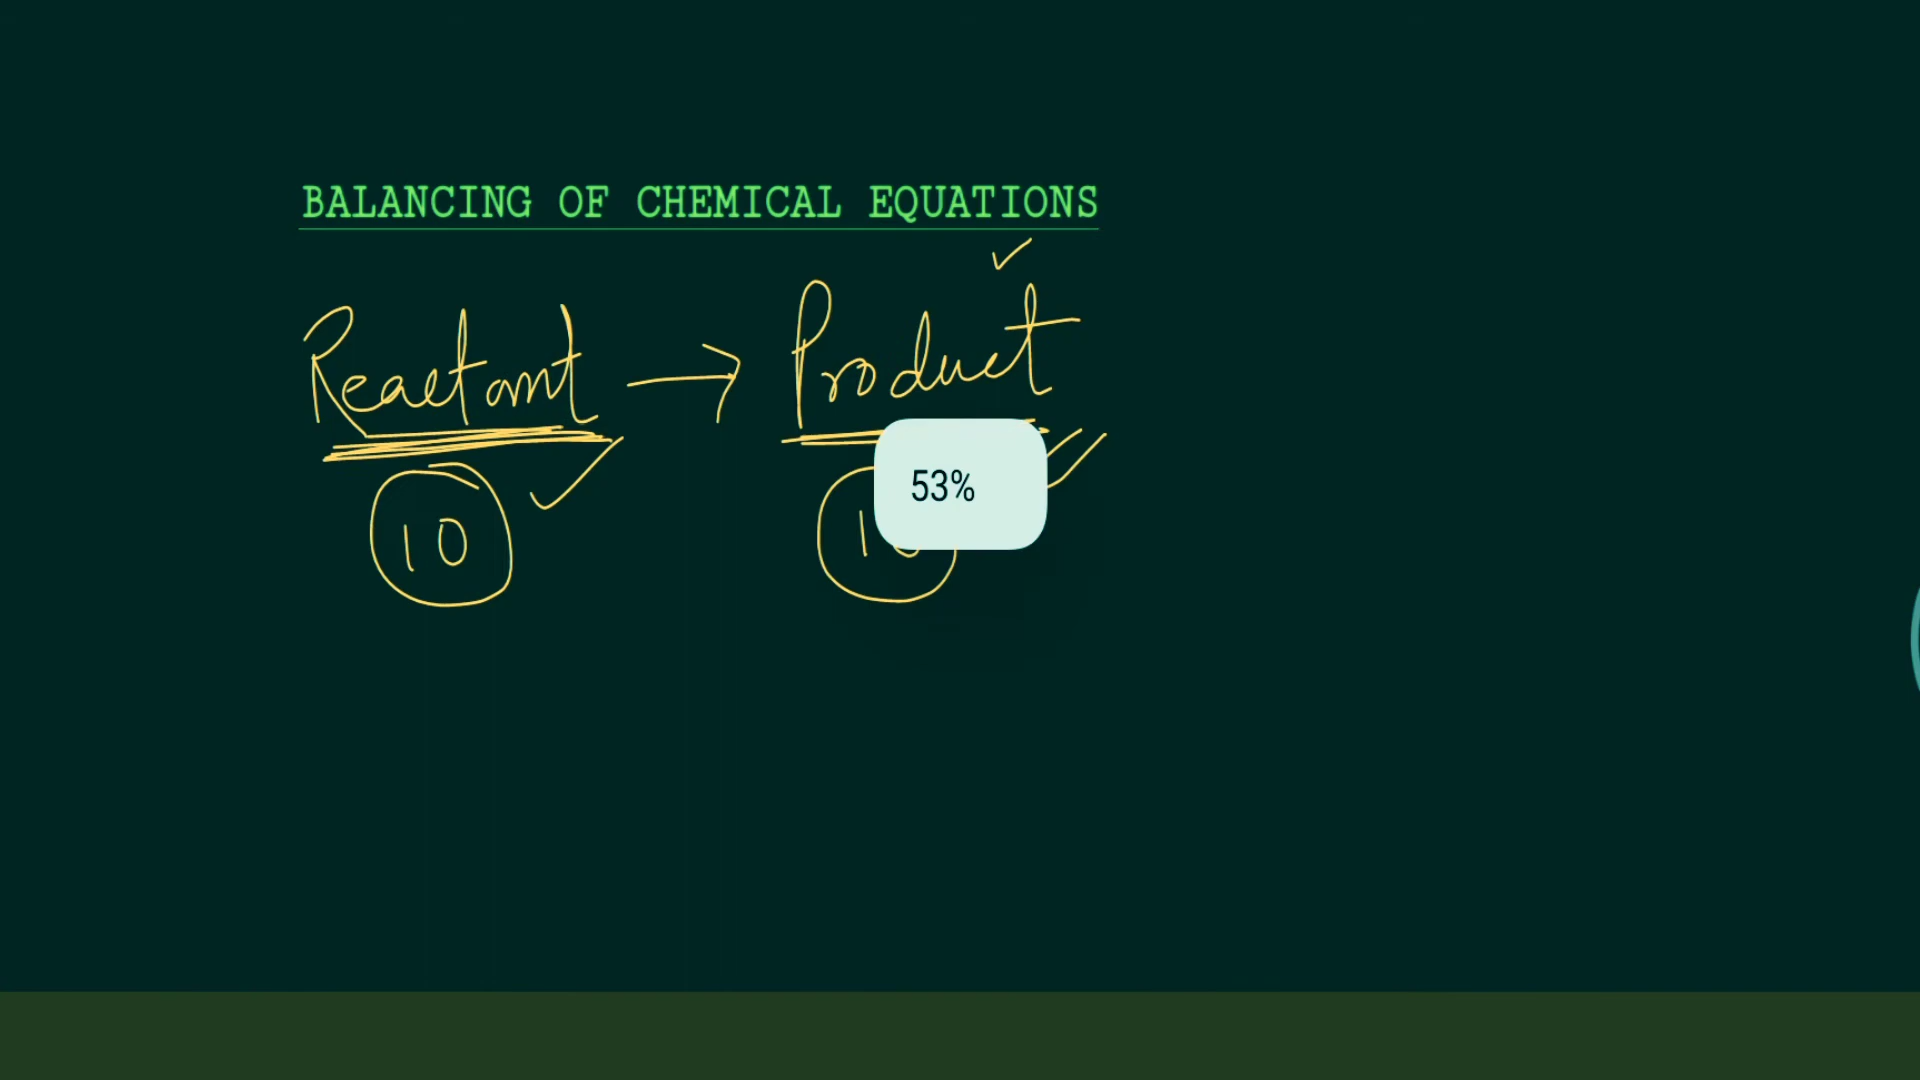 BALANCING OF CHEMICAL EQUATIONS
Reactant → Product
10
53%